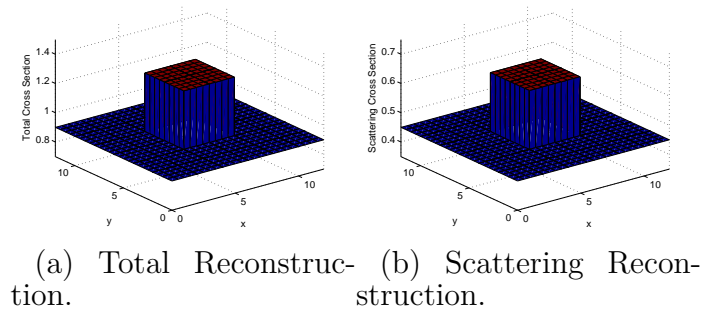 1.4
1.2
1
0.8
Total Cross Section
10
5
0
y
0
5
10
x
0.7
0.6
0.5
0.4
Scattering Cross Section
10
5
0
y
0
5
10
x
(a) Total Reconstruc-
tion.
(b) Scattering Recon-
struction.